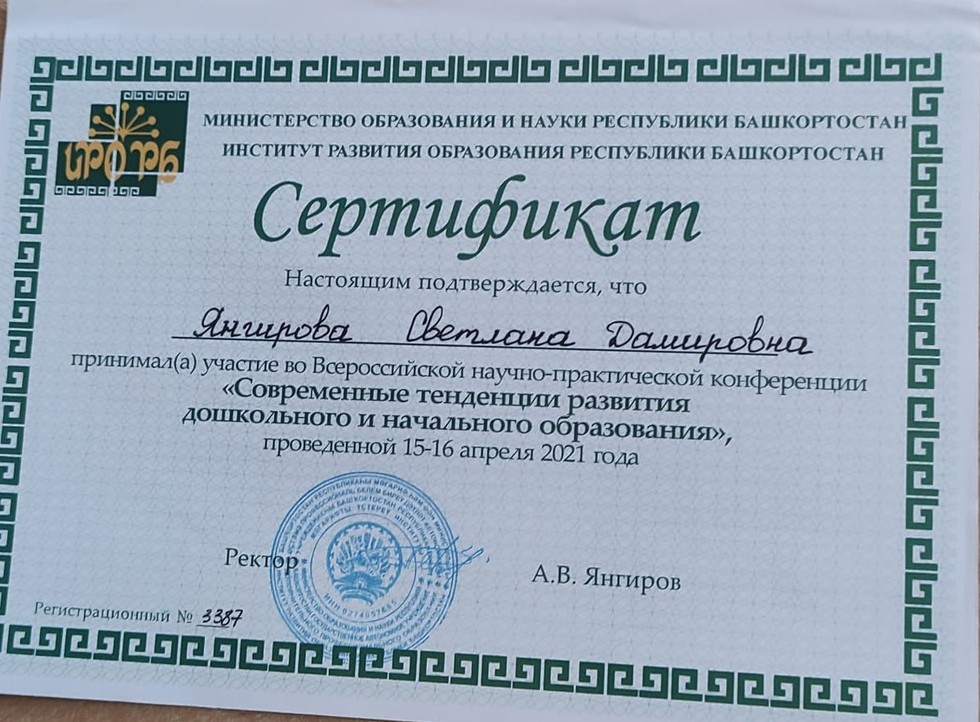 ИРО РБ
МИНИСТЕРСТВО ОБРАЗОВАНИЯ И НАУКИ РЕСПУБЛИКИ БАШКОРТОСТАН
ИНСТИТУТ РАЗВИТИЯ ОБРАЗОВАНИЯ РЕСПУБЛИКИ БАШКОРТОСТАН
Сертификат
Настоящим подтверждается, что
Янгирова Светлана Дамировна
принимал(а) участие во Всероссийской научно-практической конференции
«Современные тенденции развития
дошкольного и начального образования»,
проведенной 15-16 апреля 2021 года
Ректор
А.В. Янгиров
Регистрационный № 3387